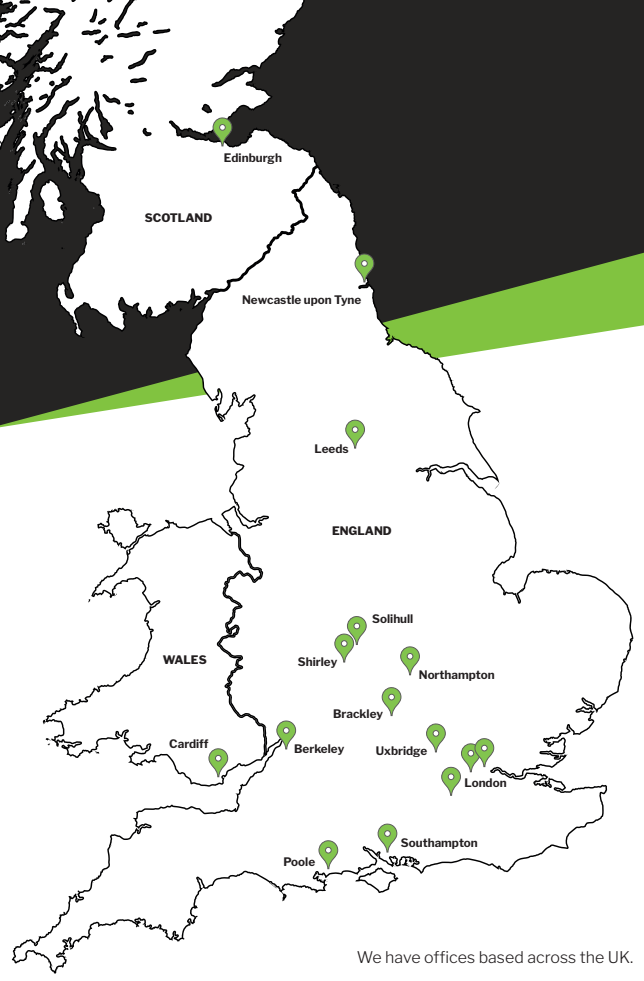 Edinburgh
SCOTLAND
Newcastle upon Tyne
Leeds
ENGLAND
Solihull
Shirley
WALES
Northampton
Brackley
Cardiff
Berkeley
Uxbridge
London
Southampton
Poole
We have offices based across the UK.